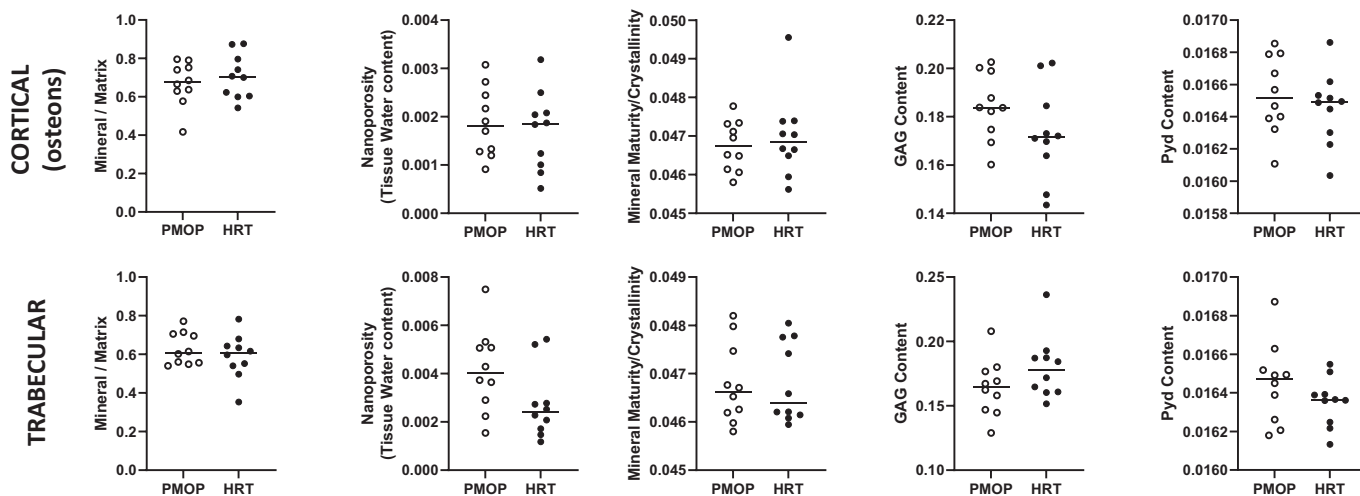 CORTICAL
(osteons)
Mineral / Matrix
1.0
0.8
0.6
0.4
0.2
0.0
PMOP HRT
Nanoporosity
(Tissue Water content)
0.004
0.003
0.002
0.001
0.000
PMOP HRT
Mineral Maturity/Crystallinity
0.050
0.049
0.048
0.047
0.046
0.045
PMOP HRT
GAG Content
0.22
0.20
0.18
0.16
0.14
PMOP HRT
Pyd Content
0.0170
0.0168
0.0166
0.0164
0.0162
0.0160
0.0158
PMOP HRT
TRABECULAR
Mineral / Matrix
1.0
0.8
0.6
0.4
0.2
0.0
PMOP HRT
Nanoporosity
(Tissue Water content)
0.008
0.006
0.004
0.002
0.000
PMOP HRT
Mineral Maturity/Crystallinity
0.049
0.048
0.047
0.046
0.045
PMOP HRT
GAG Content
0.25
0.20
0.15
0.10
PMOP HRT
Pyd Content
0.0170
0.0168
0.0166
0.0164
0.0162
0.0160
PMOP HRT